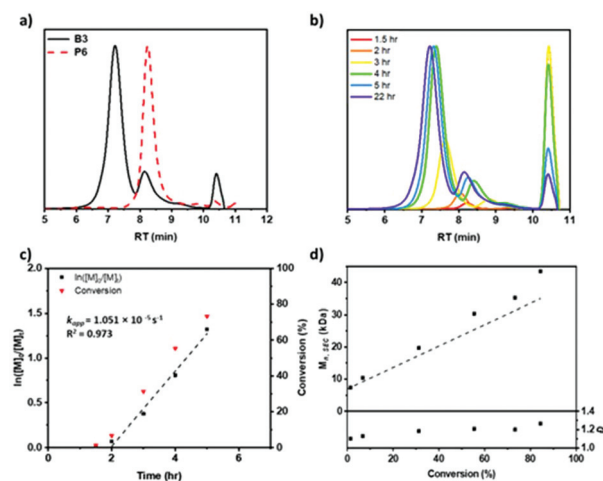 a)
B3
P6
5 6 7 8 9 10 11 12
RT (min)
b)
1.5 hr
2 hr
3 hr
4 hr
5 hr
22 hr
5 6 7 8 9 10 11
RT (min)
c)
ln([M]0/[M]t)
Conversion
kapp = 1.051 × 10-5 s-1
R2 = 0.973
2.0
1.5
1.0
0.5
0.0
ln([M]0/[M]t)
100
80
60
40
20
0
Conversion (%)
0 2 4 6
Time (hr)
d)
40
30
20
10
0
Mn, SEC (kDa)
1.4
1.2
1.0
Đ
0 20 40 60 80 100
Conversion (%)